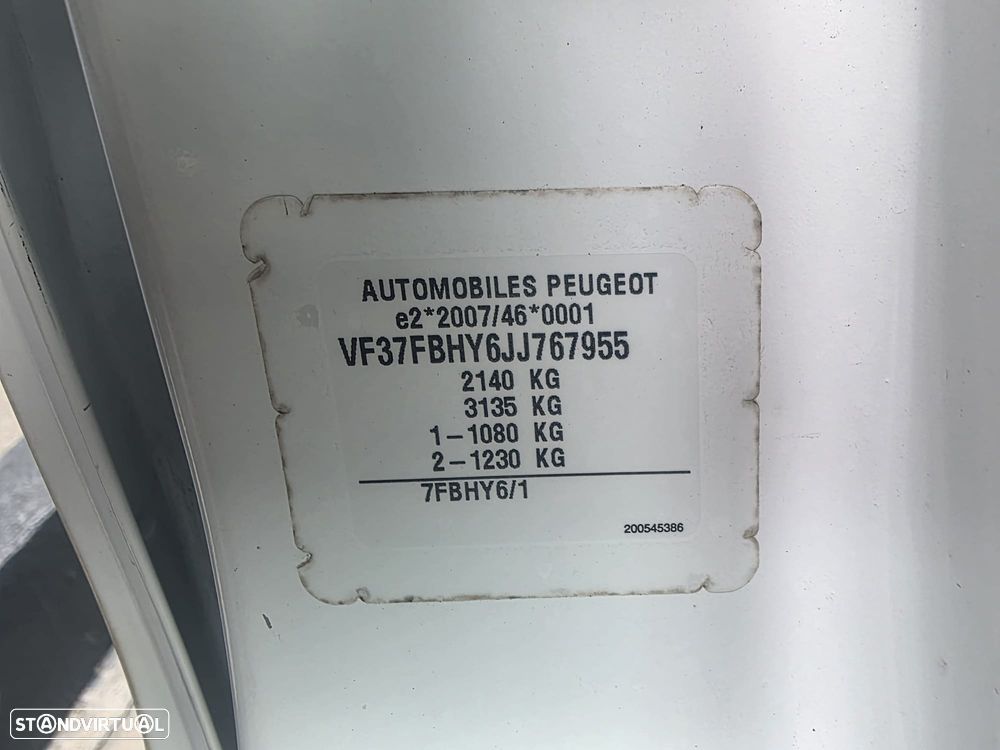 AUTOMOBILES PEUGEOT
e2*2007/46*0001
VF37FBHY6JJ767955
2140 KG
3135 KG
1-1080 KG
2-1230 KG
7FBHY6/1
200545386
STANDVIRTUAL